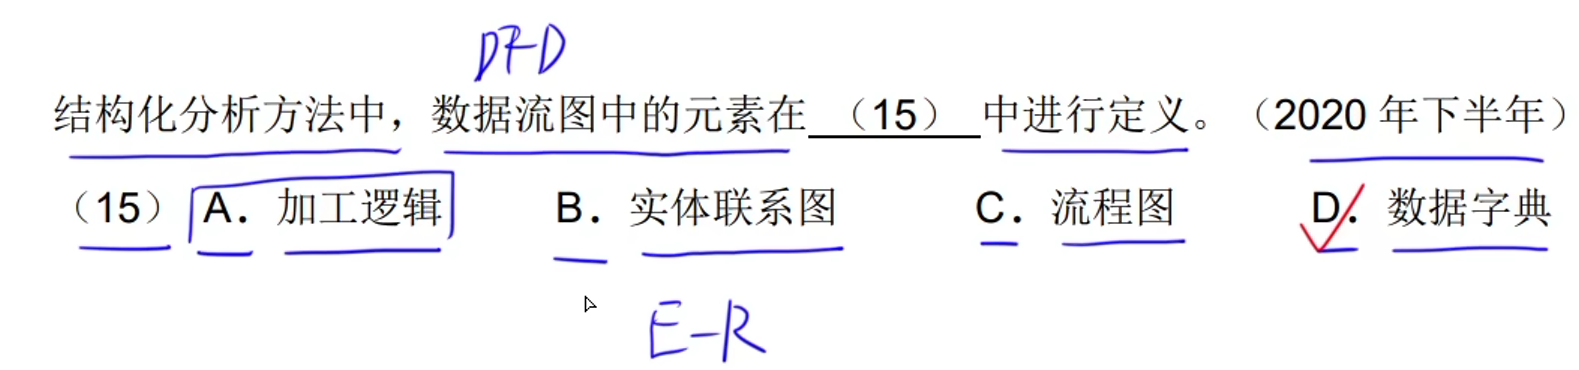 DFD
结构化分析方法中，数据流图中的元素在（15）中进行定义。（2020 年下半年）
（15）A．加工逻辑 B．实体联系图 C．流程图 D．数据字典
E-R